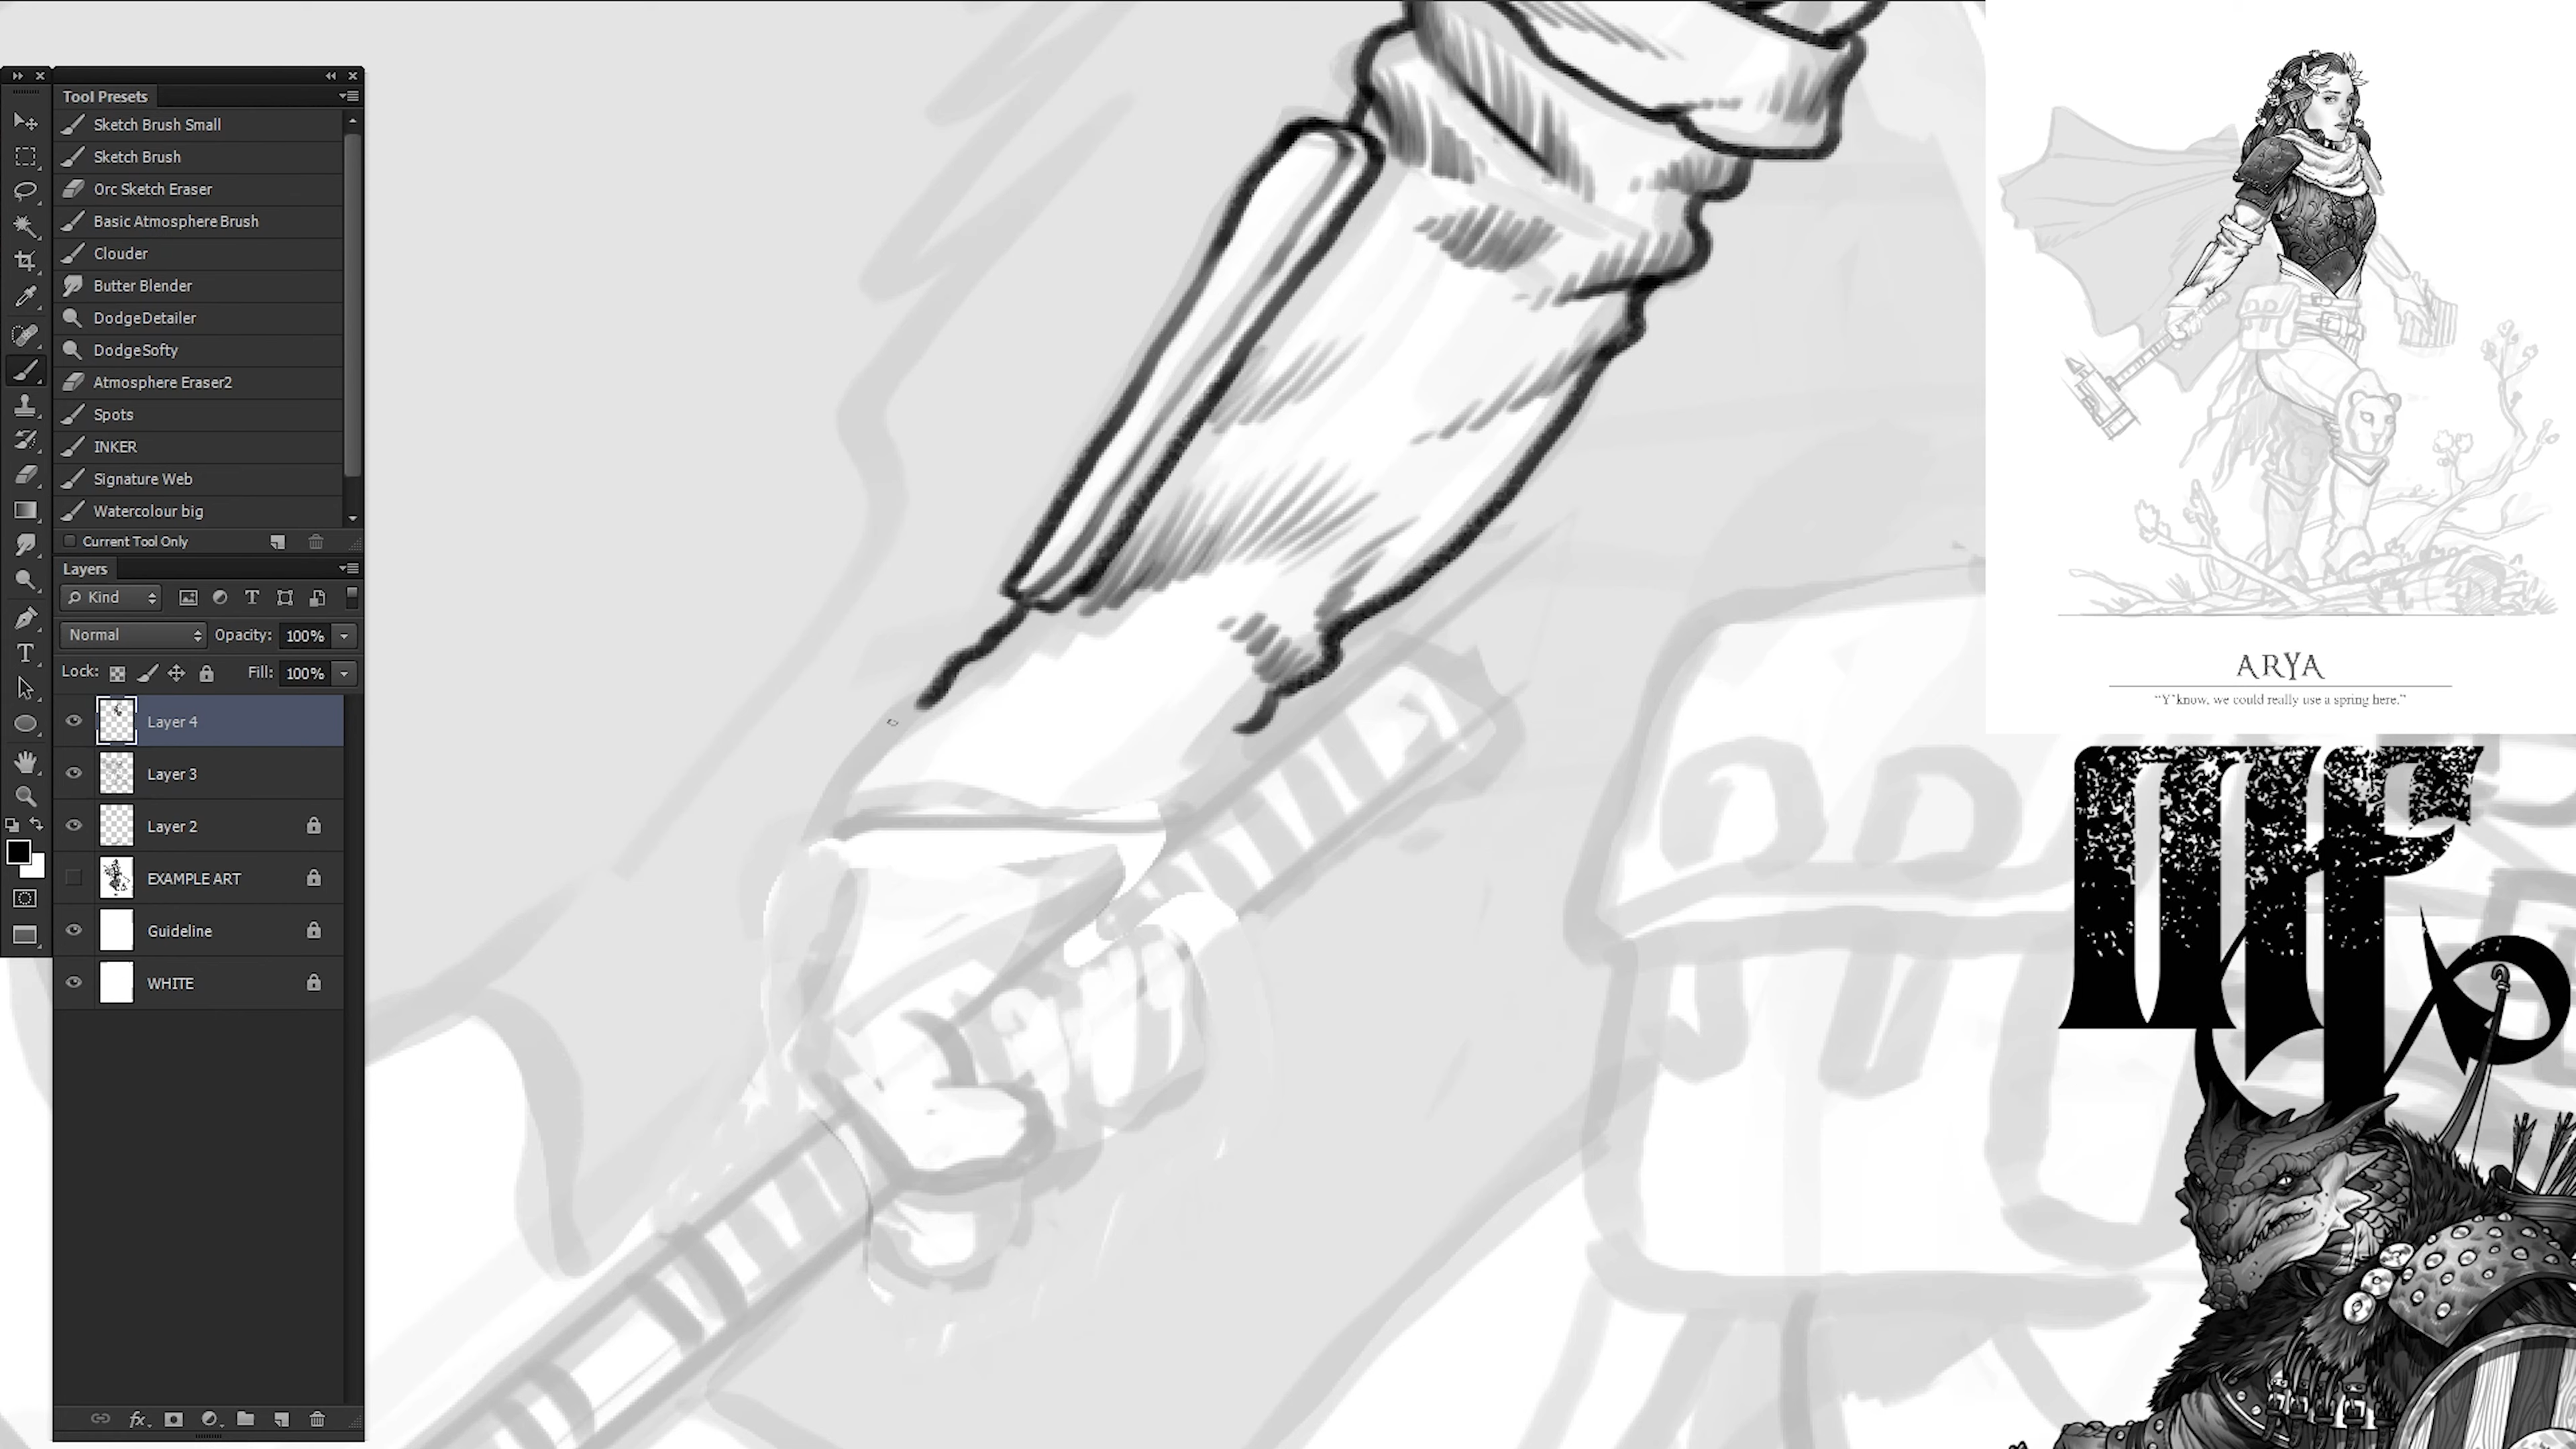 Tool Presets
Sketch Brush Small
Sketch Brush
Orc Sketch Eraser
Basic Atmosphere Brush
Clouder
Butter Blender
DodgeDetailer
DodgeSofty
Atmosphere Eraser2
Spots
INKER
Signature Web
Watercolour big
Current Tool Only
Layers
Kind
Normal
Opacity: 100%
Lock:
Fill: 100%
Layer 4
Layer 3
Layer 2
EXAMPLE ART
Guideline
WHITE
fx
ARYA
"Y'know, we could really use a spring here."